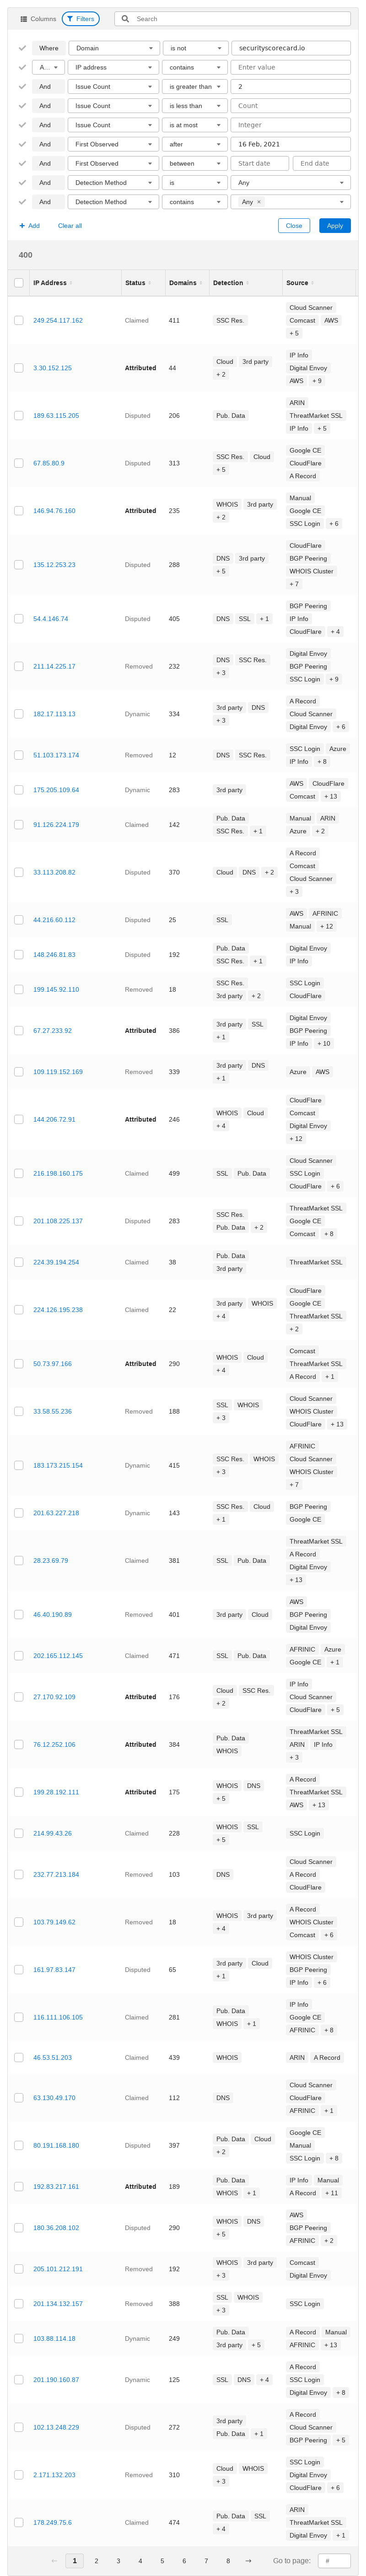 Columns Filters Search
Where Domain is not securityscorecard.io
A... IP address contains Enter value
And Issue Count is greater than 2
And Issue Count is less than Count
And Issue Count is at most Integer
And First Observed after 16 Feb, 2021
And First Observed between Start date End date
And Detection Method is Any
And Detection Method contains Any ×
+ Add Clear all Close Apply
400
IP Address ↑ Status ↑ Domains ↑ Detection ↑ Source ↑
249.254.117.162 Claimed 411 SSC Res. Cloud Scanner Comcast AWS + 5
3.30.152.125 Attributed 44 Cloud 3rd party + 2 IP Info Digital Envoy AWS + 9
189.63.115.205 Disputed 206 Pub. Data ARIN ThreatMarket SSL IP Info + 5
67.85.80.9 Disputed 313 SSC Res. Cloud + 5 Google CE CloudFlare A Record
146.94.76.160 Attributed 235 WHOIS 3rd party + 2 Manual Google CE SSC Login + 6
135.12.253.23 Disputed 288 DNS 3rd party + 5 CloudFlare BGP Peering WHOIS Cluster + 7
54.4.146.74 Disputed 405 DNS SSL + 1 BGP Peering IP Info CloudFlare + 4
211.14.225.17 Removed 232 DNS SSC Res. + 3 Digital Envoy BGP Peering SSC Login + 9
182.17.113.13 Dynamic 334 3rd party DNS + 3 A Record Cloud Scanner Digital Envoy + 6
51.103.173.174 Removed 12 DNS SSC Res. SSC Login Azure IP Info + 8
175.205.109.64 Dynamic 283 3rd party AWS CloudFlare Comcast + 13
91.126.224.179 Claimed 142 Pub. Data SSC Res. + 1 Manual ARIN Azure + 2
33.113.208.82 Disputed 370 Cloud DNS + 2 A Record Comcast Cloud Scanner + 3
44.216.60.112 Disputed 25 SSL AWS AFRINIC Manual + 12
148.246.81.83 Disputed 192 Pub. Data SSC Res. + 1 Digital Envoy IP Info
199.145.92.110 Removed 18 SSC Res. 3rd party + 2 SSC Login CloudFlare
67.27.233.92 Attributed 386 3rd party SSL + 1 Digital Envoy BGP Peering IP Info + 10
109.119.152.169 Removed 339 3rd party DNS + 1 Azure AWS
144.206.72.91 Attributed 246 WHOIS Cloud + 4 CloudFlare Comcast Digital Envoy + 12
216.198.160.175 Claimed 499 SSL Pub. Data Cloud Scanner SSC Login CloudFlare + 6
201.108.225.137 Disputed 283 SSC Res. Pub. Data + 2 ThreatMarket SSL Google CE Comcast + 8
224.39.194.254 Claimed 38 Pub. Data 3rd party ThreatMarket SSL
224.126.195.238 Claimed 22 3rd party WHOIS + 4 CloudFlare Google CE ThreatMarket SSL + 2
50.73.97.166 Attributed 290 WHOIS Cloud + 4 Comcast ThreatMarket SSL A Record + 1
33.58.55.236 Removed 188 SSL WHOIS + 3 Cloud Scanner WHOIS Cluster CloudFlare + 13
183.173.215.154 Dynamic 415 SSC Res. WHOIS + 3 AFRINIC Cloud Scanner WHOIS Cluster + 7
201.63.227.218 Dynamic 143 SSC Res. Cloud + 1 BGP Peering Google CE
28.23.69.79 Claimed 381 SSL Pub. Data ThreatMarket SSL A Record Digital Envoy + 13
46.40.190.89 Removed 401 3rd party Cloud AWS BGP Peering Digital Envoy
202.165.112.145 Claimed 471 SSL Pub. Data AFRINIC Azure Google CE + 1
27.170.92.109 Attributed 176 Cloud SSC Res. + 2 IP Info Cloud Scanner CloudFlare + 5
76.12.252.106 Attributed 384 Pub. Data WHOIS ThreatMarket SSL ARIN IP Info + 3
199.28.192.111 Attributed 175 WHOIS DNS + 5 A Record ThreatMarket SSL AWS + 13
214.99.43.26 Claimed 228 WHOIS SSL + 5 SSC Login
232.77.213.184 Removed 103 DNS Cloud Scanner A Record CloudFlare
103.79.149.62 Removed 18 WHOIS 3rd party + 4 A Record WHOIS Cluster Comcast + 6
161.97.83.147 Disputed 65 3rd party Cloud + 1 WHOIS Cluster BGP Peering IP Info + 6
116.111.106.105 Claimed 281 Pub. Data WHOIS + 1 IP Info Google CE AFRINIC + 8
46.53.51.203 Claimed 439 WHOIS ARIN A Record
63.130.49.170 Claimed 112 DNS Cloud Scanner CloudFlare AFRINIC + 1
80.191.168.180 Disputed 397 Pub. Data Cloud + 2 Google CE Manual SSC Login + 8
192.83.217.161 Attributed 189 Pub. Data WHOIS + 1 IP Info Manual A Record + 11
180.36.208.102 Disputed 290 WHOIS DNS + 5 AWS BGP Peering AFRINIC + 2
205.101.212.191 Removed 192 WHOIS 3rd party + 3 Comcast Digital Envoy
201.134.132.157 Removed 388 SSL WHOIS + 3 SSC Login
103.88.114.18 Dynamic 249 Pub. Data 3rd party + 5 A Record Manual AFRINIC + 13
201.190.160.87 Dynamic 125 SSL DNS + 4 A Record SSC Login Digital Envoy + 8
102.13.248.229 Disputed 272 3rd party Pub. Data + 1 A Record Cloud Scanner BGP Peering + 5
2.171.132.203 Removed 310 Cloud WHOIS + 3 SSC Login Digital Envoy CloudFlare + 6
178.249.75.6 Claimed 474 Pub. Data SSL + 4 ARIN ThreatMarket SSL Digital Envoy + 1
← 1 2 3 4 5 6 7 8 → Go to page: #